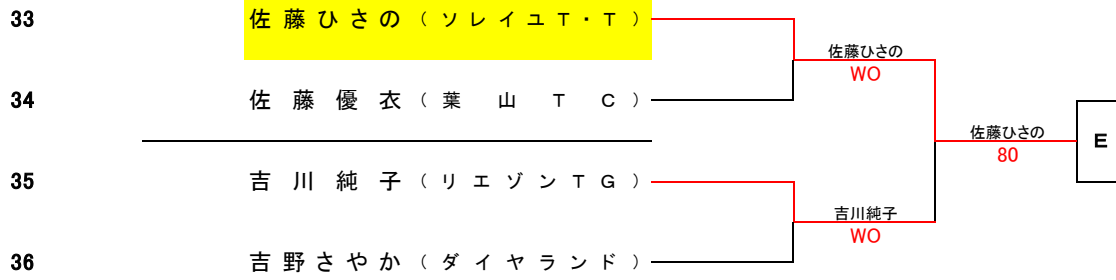 33 佐藤ひさの（ソレイユT・T）
佐藤ひさの
WO
34 佐藤優衣（葉山TC）
佐藤ひさの
80
E
35 吉川純子（リエゾンTG）
吉川純子
WO
36 吉野さやか（ダイヤランド）